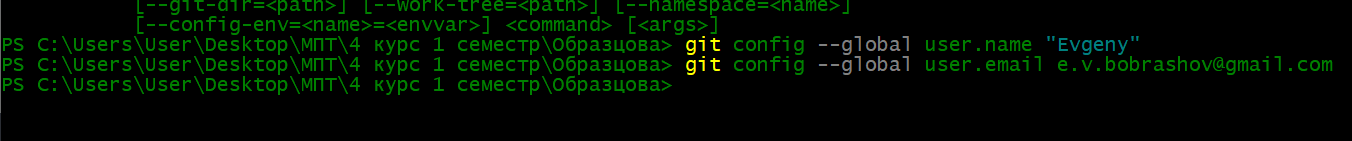 [--git-dir=<path>] [--work-tree=<path>] [--namespace=<name>]
[--config-env=<name>=<envvar>] <command> [<args>]
PS C:\Users\User\Desktop\МПТ\4 курс 1 семестр\Образцова> git config --global user.name "Evgeny"
PS C:\Users\User\Desktop\МПТ\4 курс 1 семестр\Образцова> git config --global user.email e.v.bobrashov@gmail.com
PS C:\Users\User\Desktop\МПТ\4 курс 1 семестр\Образцова>